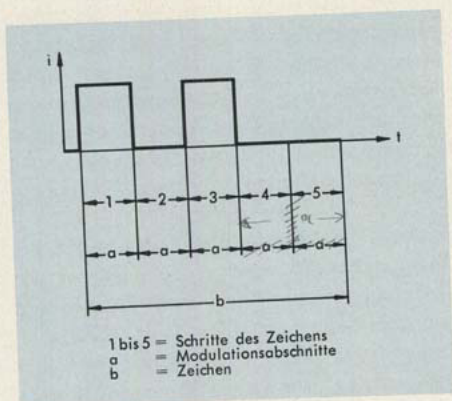 i
t
1 2 3 4 5
a a a a a
a
b
1 bis 5 = Schritte des Zeichens
a = Modulationsabschnitte
b = Zeichen